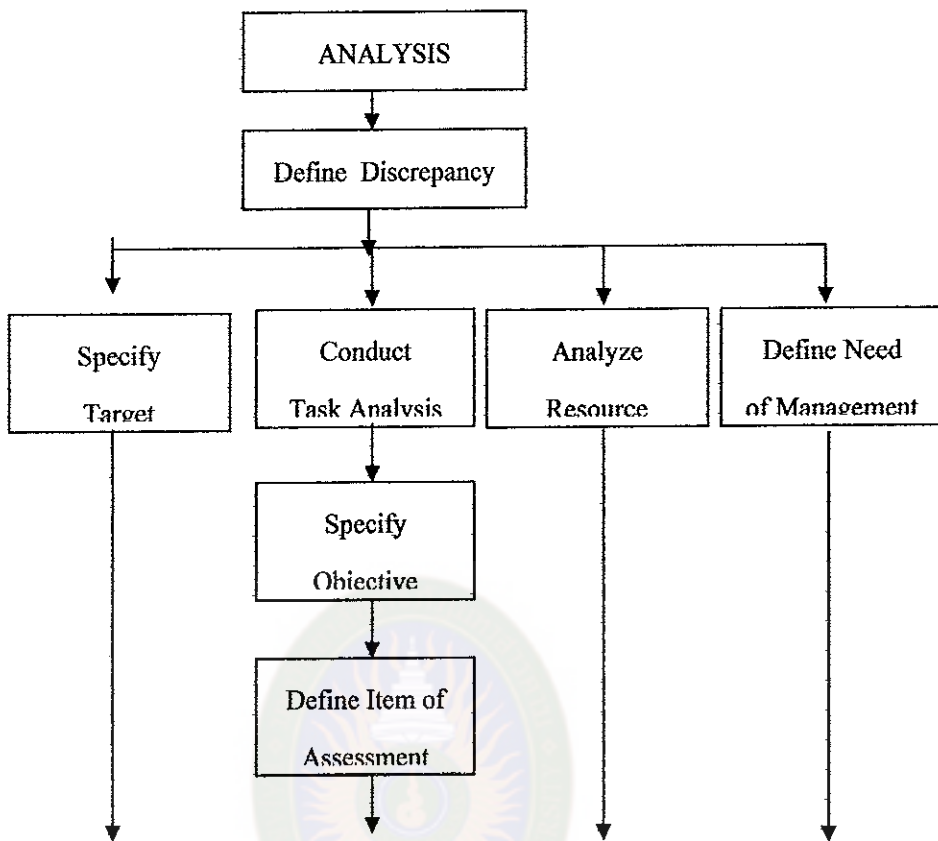 ANALYSIS
Define Discrepancy
Specify
Target
Conduct
Task Analysis
Analyze
Resource
Define Need
of Management
Specify
Objective
Define Item of
Assessment